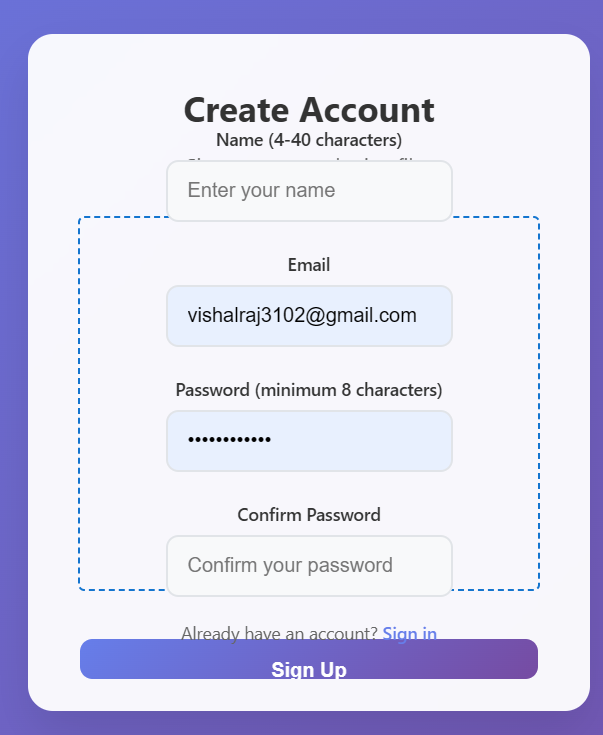 Create Account
Name (4-40 characters)
Enter your name
Email
vishalraj3102@gmail.com
Password (minimum 8 characters)
••••••••••••
Confirm Password
Confirm your password
Already have an account? Sign in
Sign Up